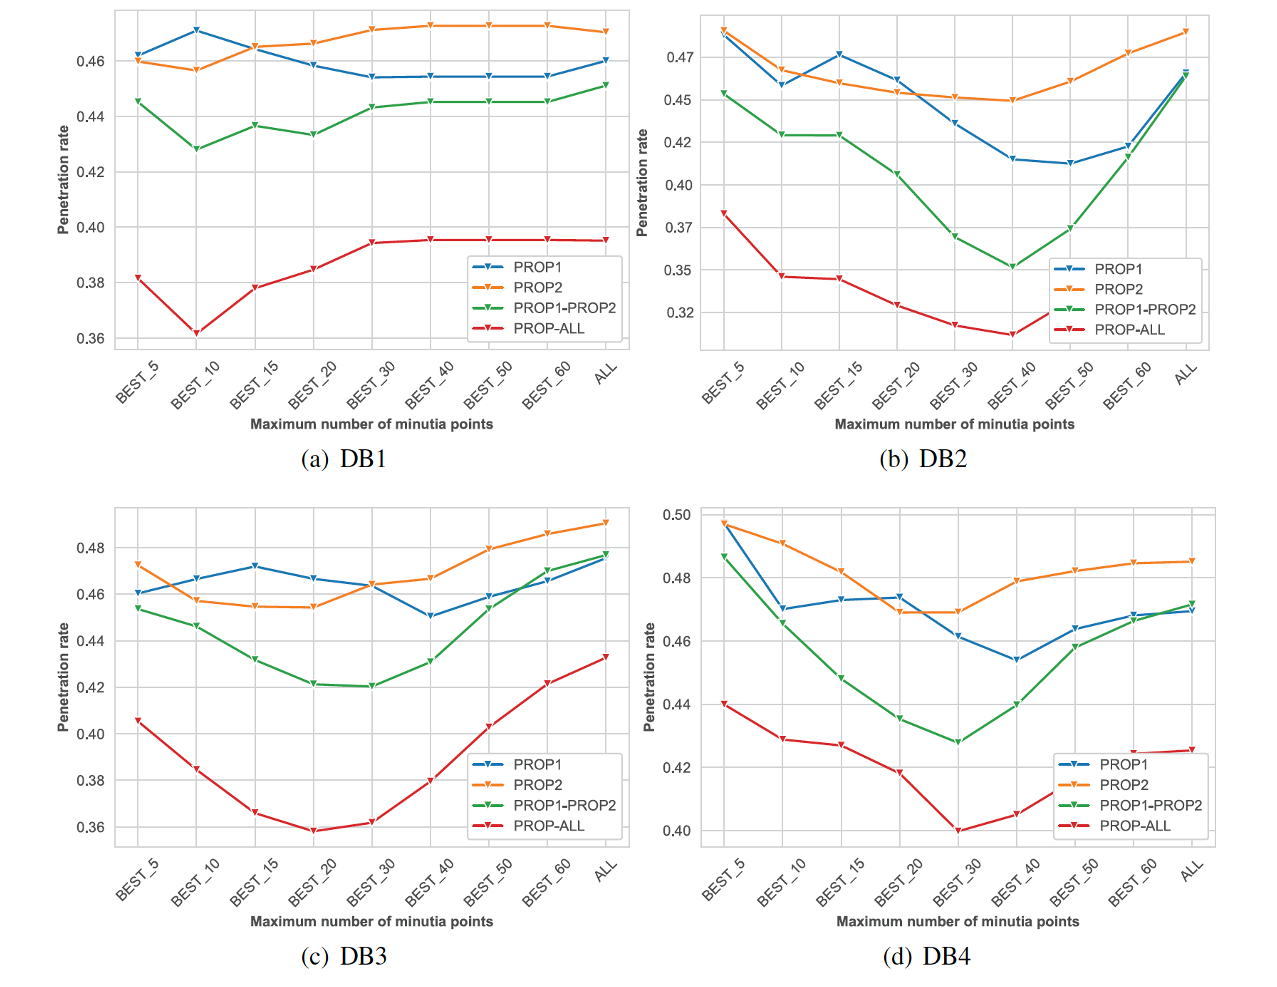 0.46
0.44
0.42
0.40
0.38
0.36
Penetration rate
PROP1
PROP2
PROP1-PROP2
PROP-ALL
BEST_5
BEST_10
BEST_15
BEST_20
BEST_30
BEST_40
BEST_50
BEST_60
ALL
Maximum number of minutia points
(a) DB1
0.47
0.45
0.42
0.40
0.37
0.35
0.32
Penetration rate
PROP1
PROP2
PROP1-PROP2
PROP-ALL
BEST_5
BEST_10
BEST_15
BEST_20
BEST_30
BEST_40
BEST_50
BEST_60
ALL
Maximum number of minutia points
(b) DB2
0.48
0.46
0.44
0.42
0.40
0.38
0.36
Penetration rate
PROP1
PROP2
PROP1-PROP2
PROP-ALL
BEST_5
BEST_10
BEST_15
BEST_20
BEST_30
BEST_40
BEST_50
BEST_60
ALL
Maximum number of minutia points
(c) DB3
0.50
0.48
0.46
0.44
0.42
0.40
Penetration rate
PROP1
PROP2
PROP1-PROP2
PROP-ALL
BEST_5
BEST_10
BEST_15
BEST_20
BEST_30
BEST_40
BEST_50
BEST_60
ALL
Maximum number of minutia points
(d) DB4